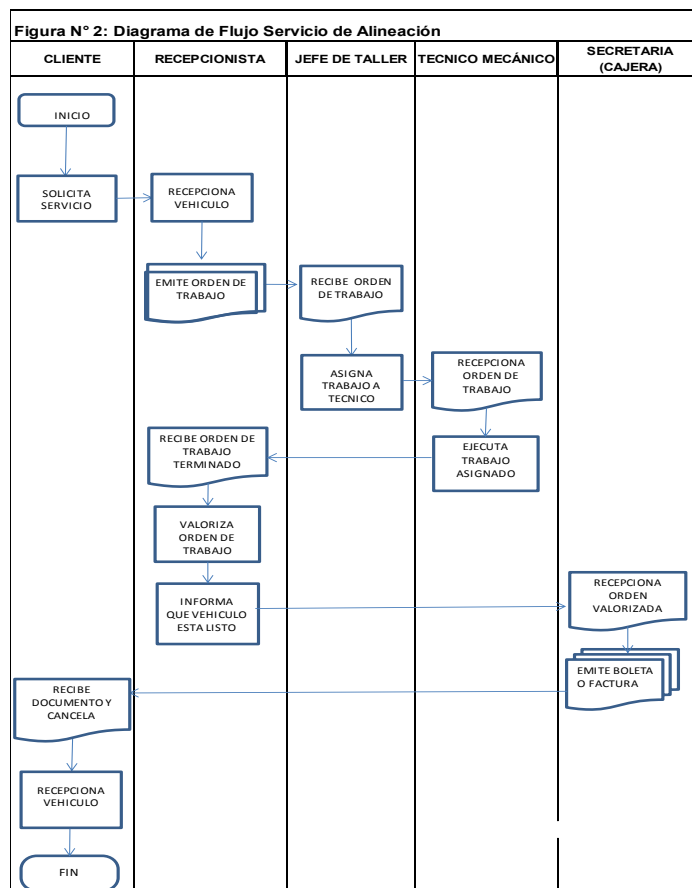 Figura N° 2: Diagrama de Flujo Servicio de Alineación
CLIENTE
RECEPCIONISTA
JEFE DE TALLER
TECNICO MECÁNICO
SECRETARIA
(CAJERA)
INICIO
SOLICITA
SERVICIO
RECEPCIONA
VEHICULO
EMITE ORDEN DE
TRABAJO
RECIBE ORDEN
DE TRABAJO
ASIGNA
TRABAJO A
TECNICO
RECEPCIONA
ORDEN DE
TRABAJO
EJECUTA
TRABAJO
ASIGNADO
RECIBE ORDEN DE
TRABAJO
TERMINADO
VALORIZA
ORDEN DE
TRABAJO
INFORMA
QUE VEHICULO
ESTA LISTO
RECEPCIONA
ORDEN
VALORIZADA
EMITE BOLETA
O FACTURA
RECIBE
DOCUMENTO Y
CANCELA
RECEPCIONA
VEHICULO
FIN